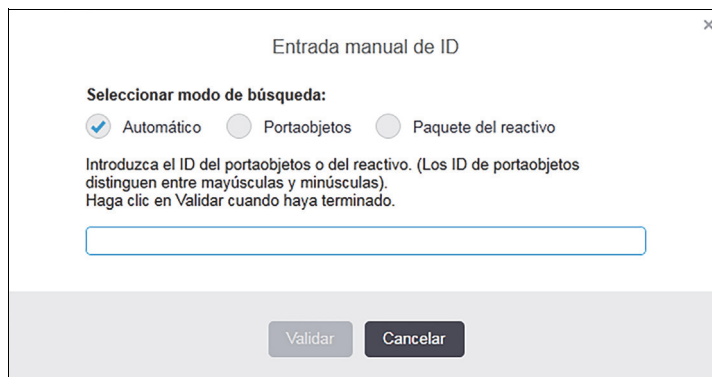 Entrada manual de ID
Seleccionar modo de búsqueda:
Automático Portaobjetos Paquete del reactivo
Introduzca el ID del portaobjetos o del reactivo. (Los ID de portaobjetos
distinguen entre mayúsculas y minúsculas).
Haga clic en Validar cuando haya terminado.
Validar Cancelar